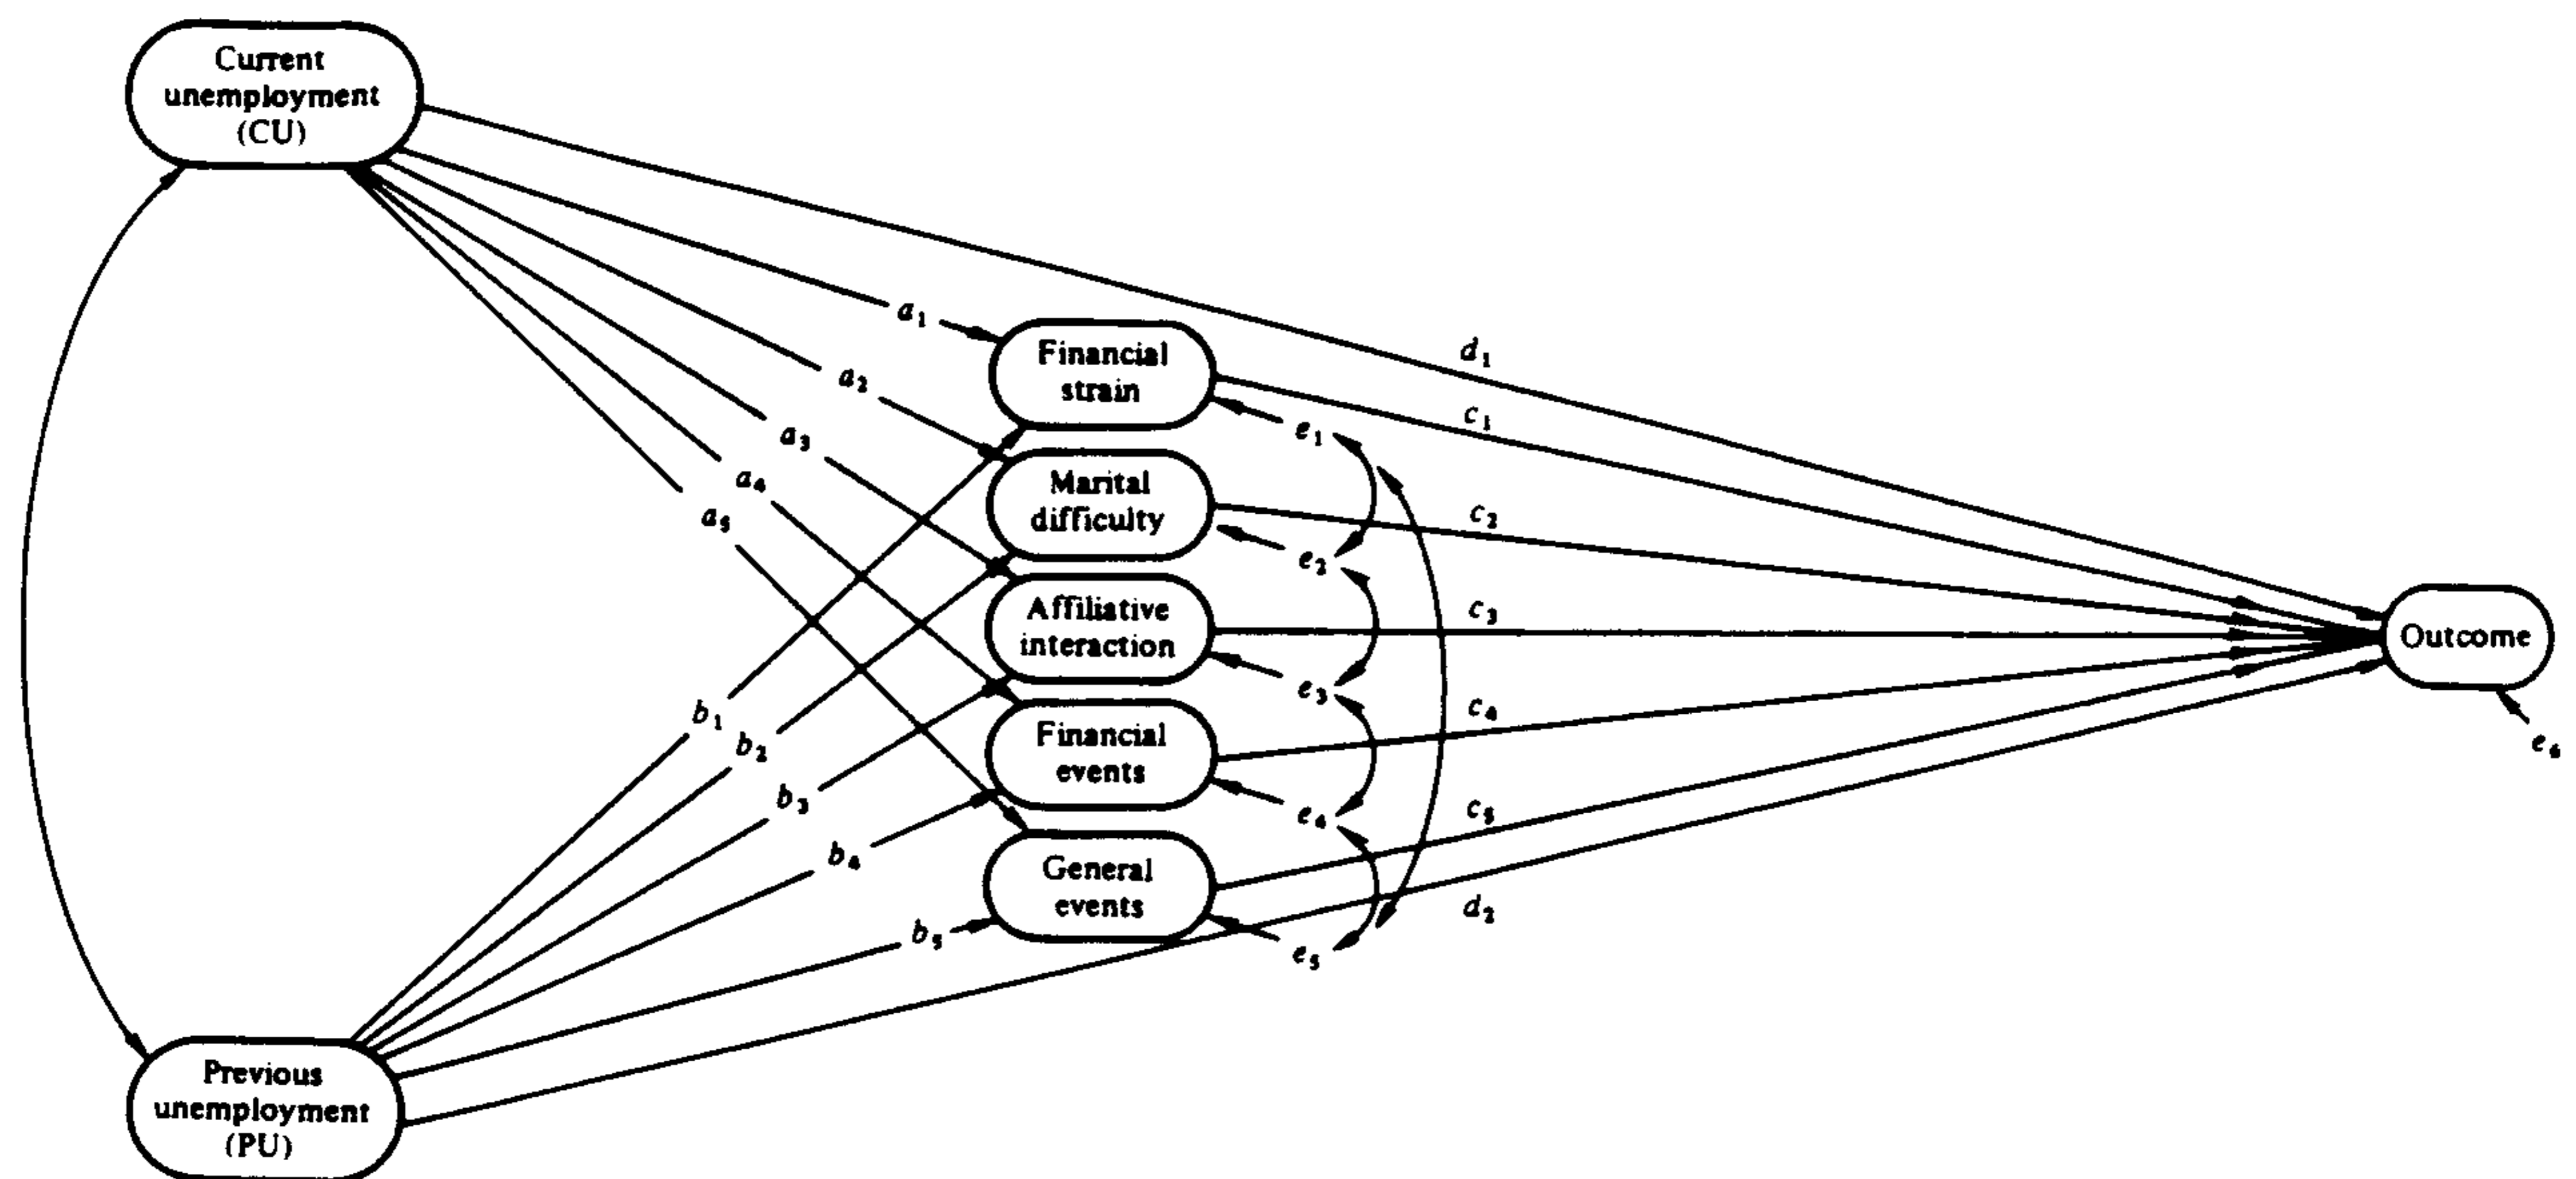 Current
unemployment
(CU)
a₁
a₂
a₃
a₄
a₅
Financial
strain
Marital
difficulty
Affiliative
interaction
Financial
events
General
events
b₁
b₂
b₃
b₄
b₅
Previous
unemployment
(PU)
e₁
e₂
e₃
e₄
e₅
d₁
c₁
c₂
c₃
c₄
c₅
d₂
Outcome
e₆